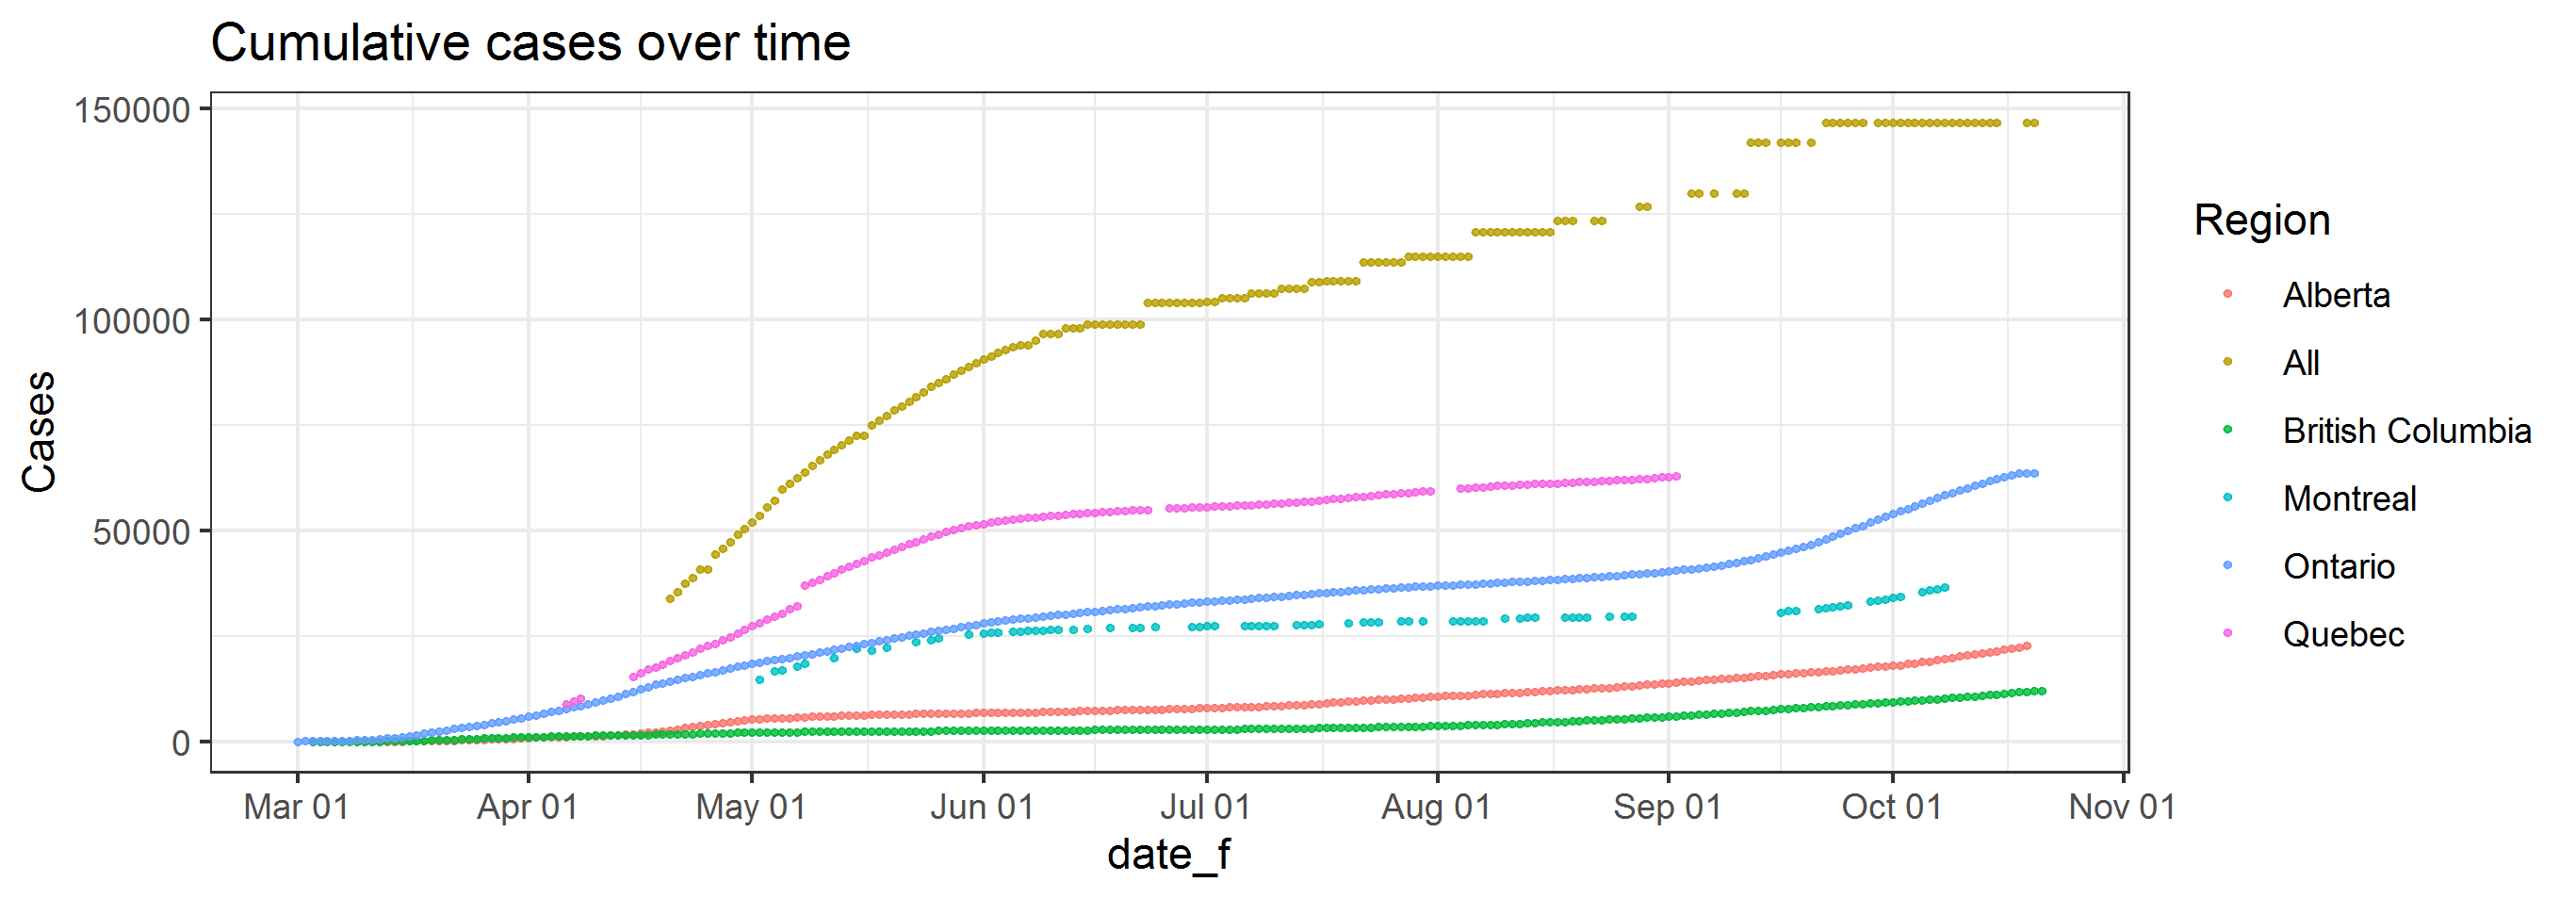 Cumulative cases over time
150000
100000
50000
0
Cases
Mar 01 Apr 01 May 01 Jun 01 Jul 01 Aug 01 Sep 01 Oct 01 Nov 01
date_f
Region
Alberta
All
British Columbia
Montreal
Ontario
Quebec